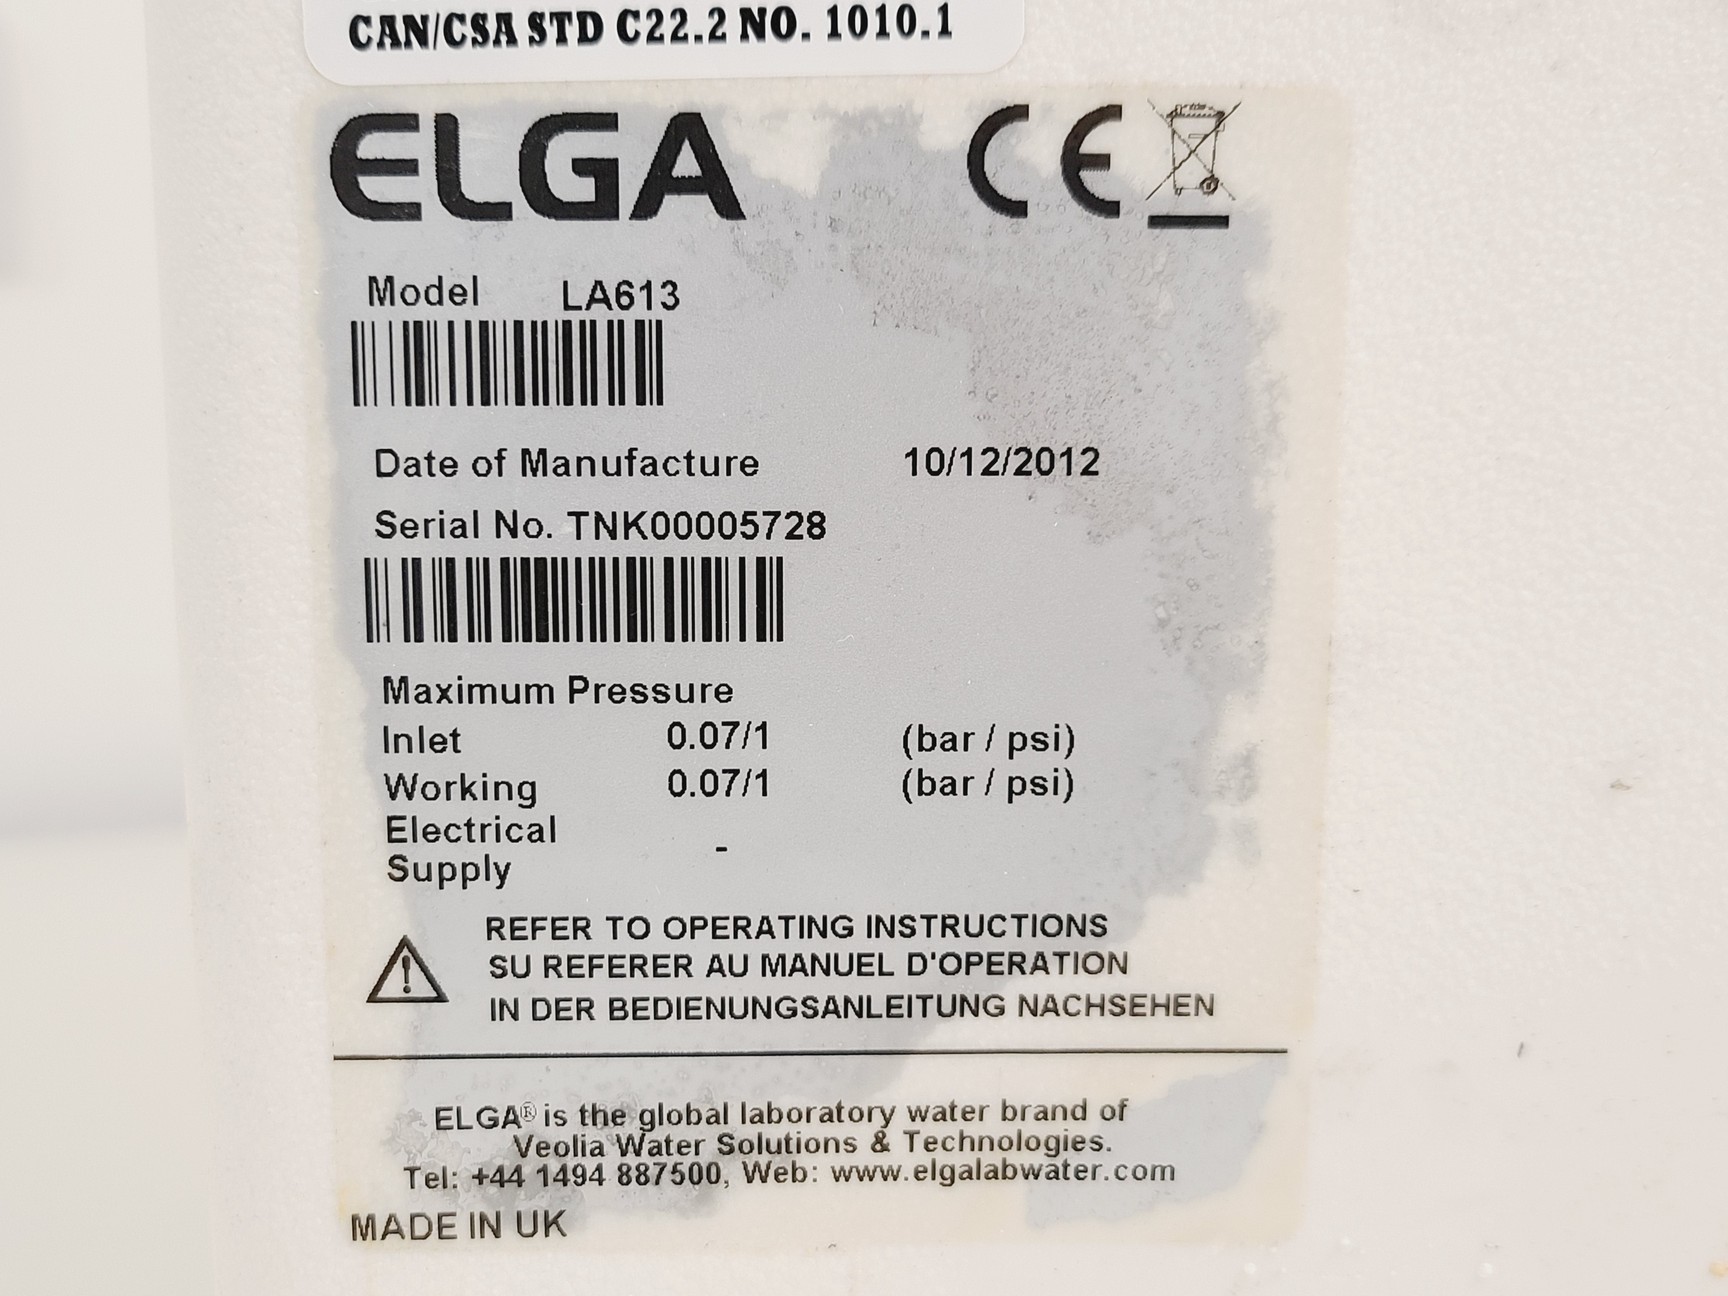 CAN/CSA STD C22.2 NO. 1010.1
ELGA CE
Model LA613
Date of Manufacture 10/12/2012
Serial No. TNK00005728
Maximum Pressure
Inlet 0.07/1 (bar / psi)
Working 0.07/1 (bar / psi)
Electrical
Supply -
REFER TO OPERATING INSTRUCTIONS
SU REFERER AU MANUEL D'OPERATION
IN DER BEDIENUNGSANLEITUNG NACHSEHEN
ELGA® is the global laboratory water brand of
Veolia Water Solutions & Technologies.
Tel: +44 1494 887500, Web: www.elgalabwater.com
MADE IN UK